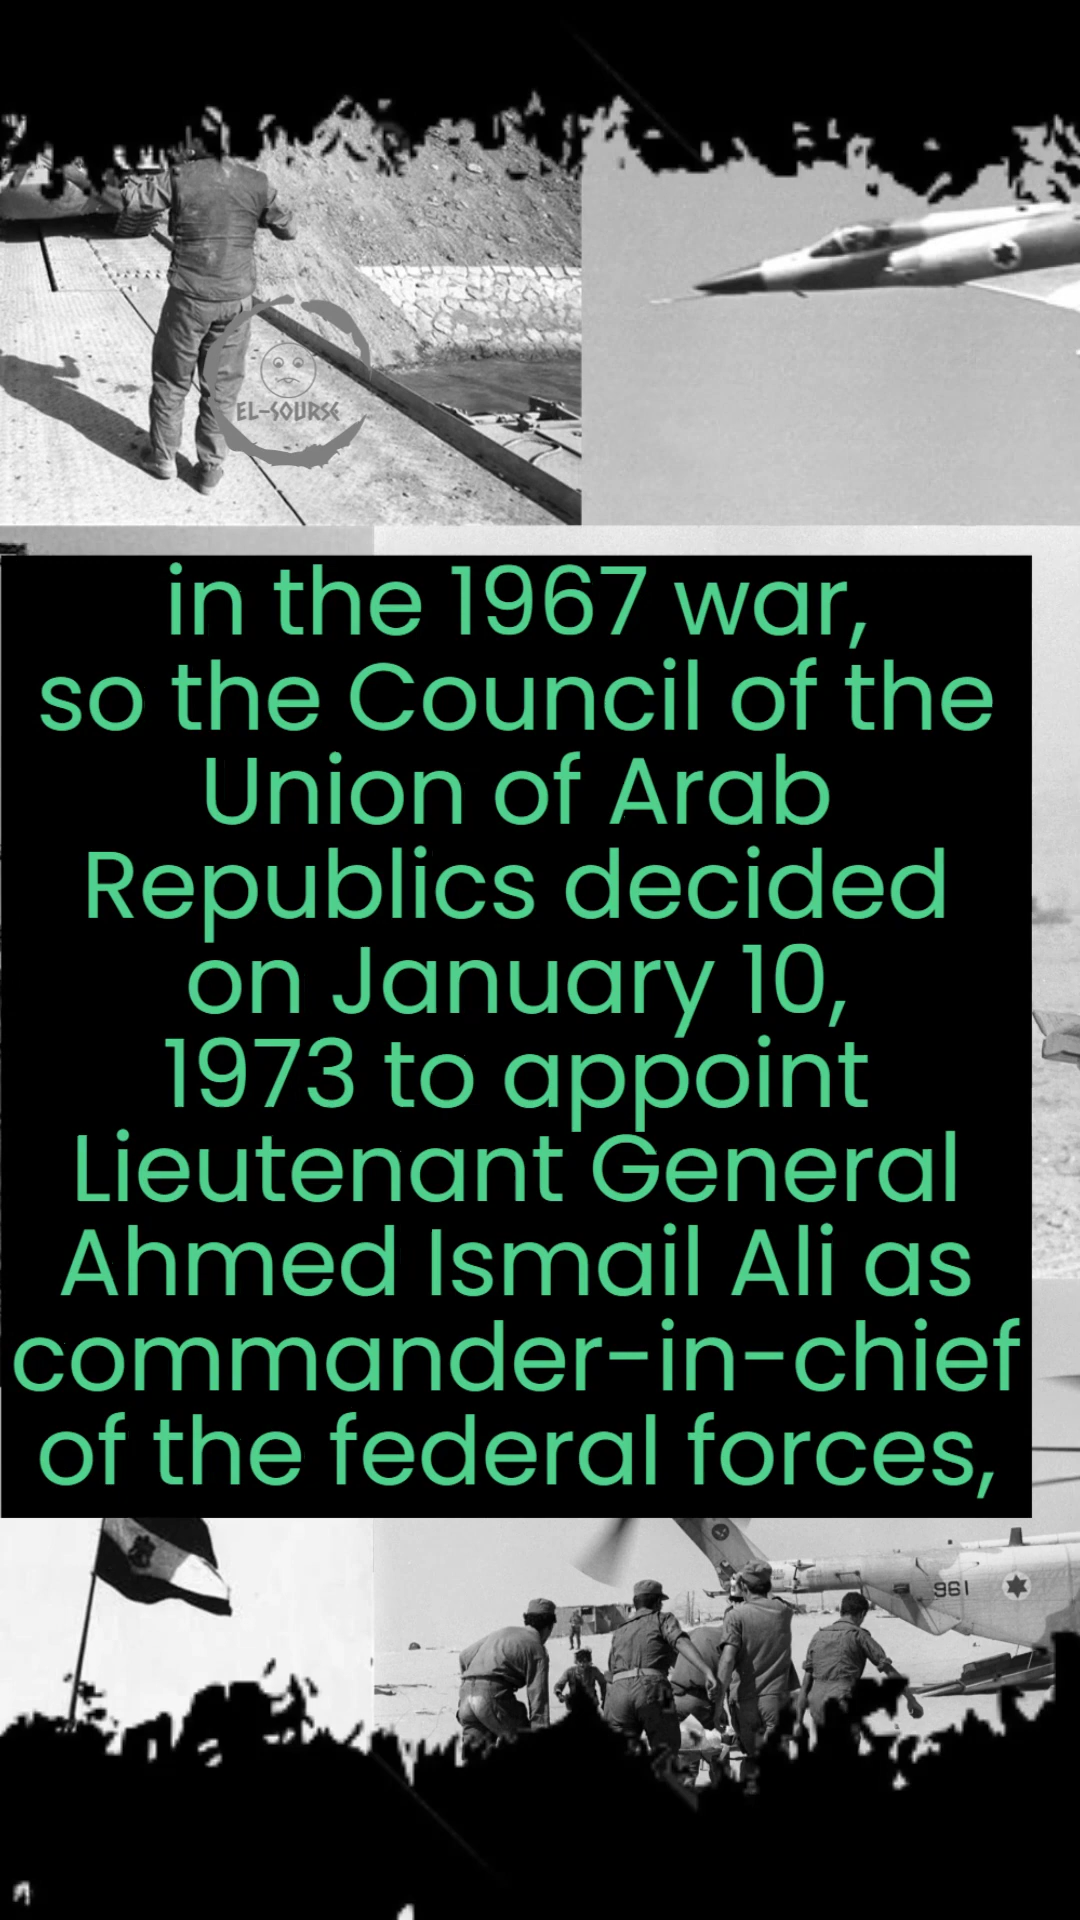 EL-SOURSE
in the 1967 war,
so the Council of the
Union of Arab
Republics decided
on January 10,
1973 to appoint
Lieutenant General
Ahmed Ismail Ali as
commander-in-chief
of the federal forces,
961